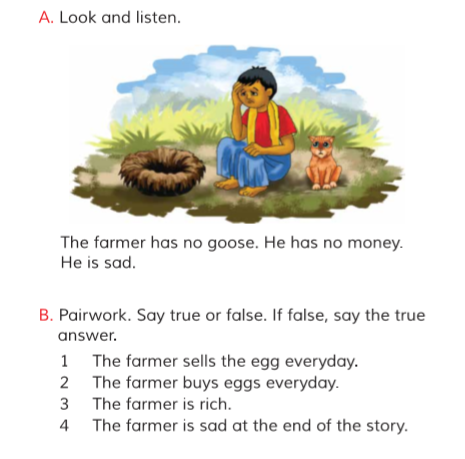 A. Look and listen.
The farmer has no goose. He has no money.
He is sad.
B. Pairwork. Say true or false. If false, say the true
answer.
1 The farmer sells the egg everyday.
2 The farmer buys eggs everyday.
3 The farmer is rich.
4 The farmer is sad at the end of the story.